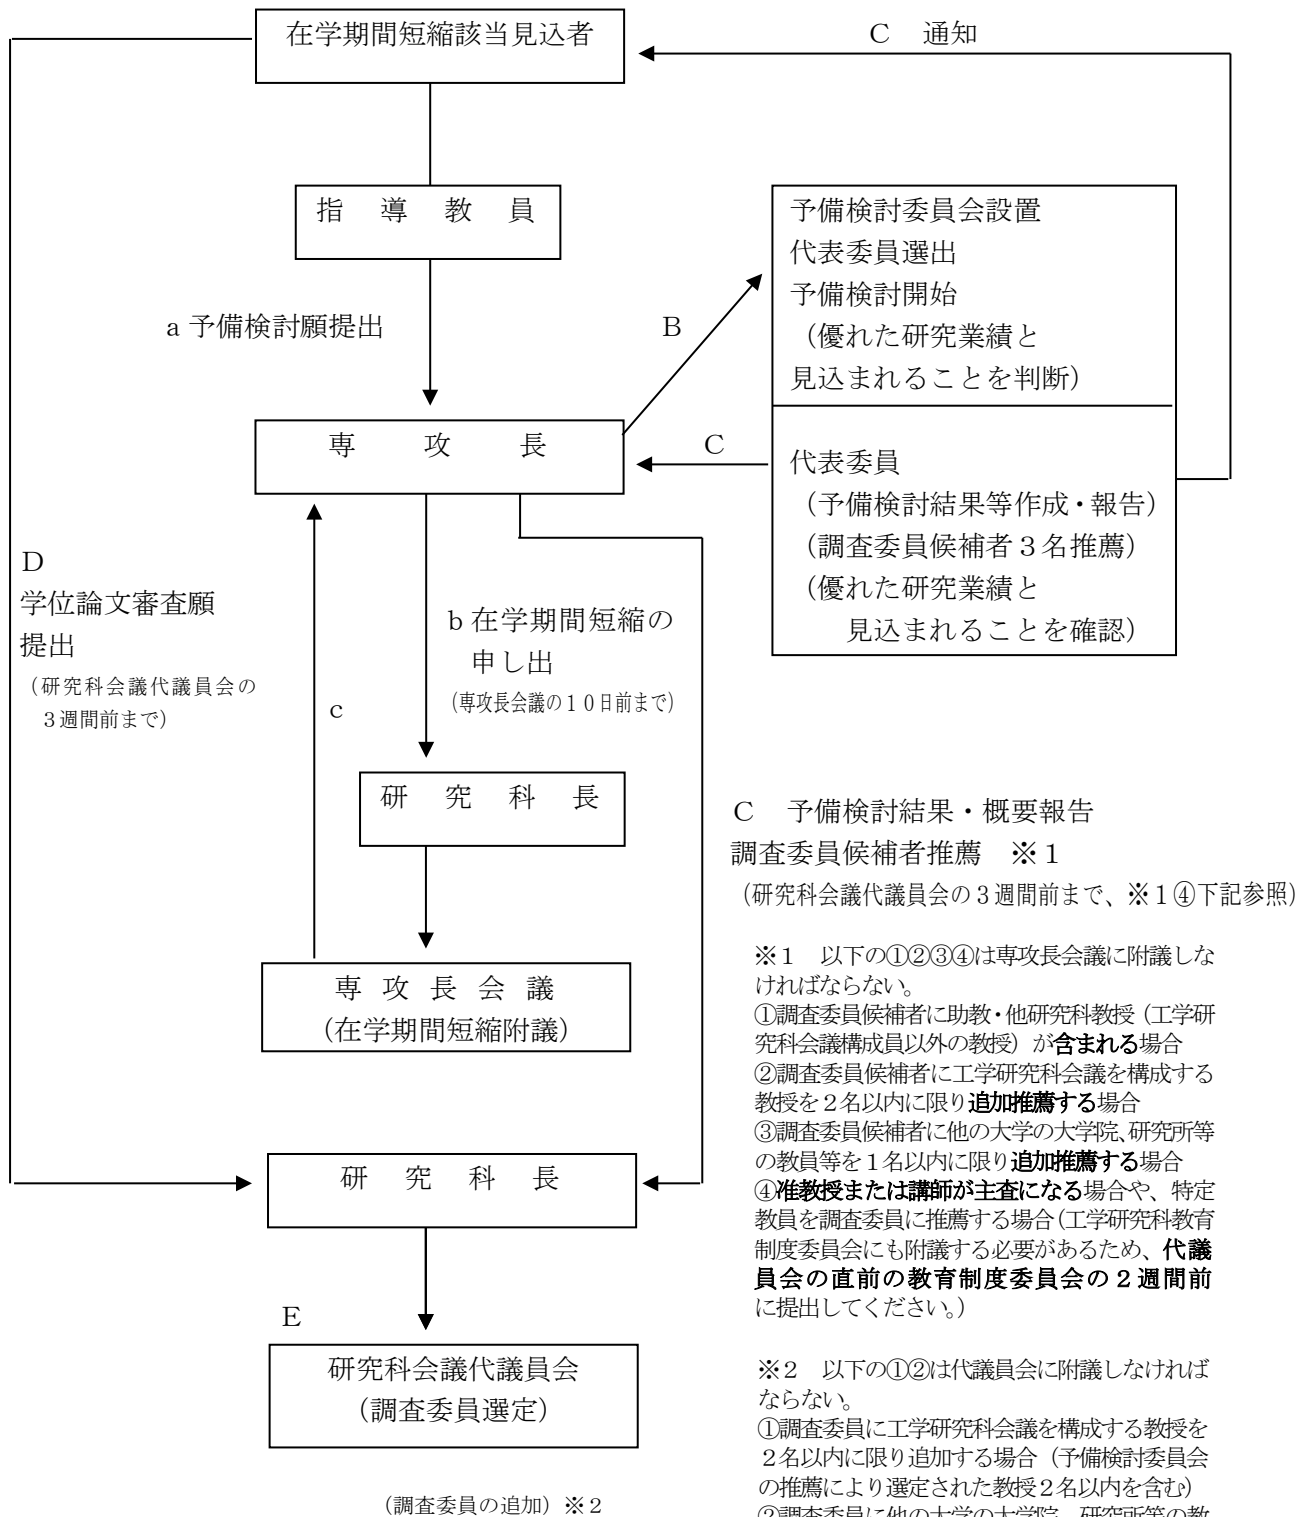 在学期間短縮該当見込者
C　通知
指　導　教　員
a 予備検討願提出
B
予備検討委員会設置
代表委員選出
予備検討開始
（優れた研究業績と
見込まれることを判断）
専　攻　長
C
代表委員
（予備検討結果等作成・報告）
（調査委員候補者３名推薦）
（優れた研究業績と
見込まれることを確認）
D
学位論文審査願
提出
（研究科会議代議員会の
３週間前まで）
c
b 在学期間短縮の
申し出
（専攻長会議の１０日前まで）
研　究　科　長
専 攻 長 会 議
（在学期間短縮附議）
C　予備検討結果・概要報告
調査委員候補者推薦　※１
（研究科会議代議員会の３週間前まで、※１④下記参照）
※１　以下の①②③④は専攻長会議に附議しな
ければならない。
①調査委員候補者に助教・他研究科教授（工学研
究科会議構成員以外の教授）が含まれる場合
②調査委員候補者に工学研究科会議を構成する
教授を２名以内に限り追加推薦する場合
③調査委員候補者に他の大学の大学院、研究所等
の教員等を１名以内に限り追加推薦する場合
④准教授または講師が主査になる場合や、特定
教員を調査委員に推薦する場合（工学研究科教育
制度委員会にも附議する必要があるため、代議
員会の直前の教育制度委員会の２週間前
に提出してください。）
研　究　科　長
E
研究科会議代議員会
（調査委員選定）
（調査委員の追加）※２
※２　以下の①②は代議員会に附議しなければ
ならない。
①調査委員に工学研究科会議を構成する教授を
２名以内に限り追加する場合（予備検討委員会
の推薦により選定された教授２名以内を含む）
②調査委員に他の大学の大学院、研究所等の教